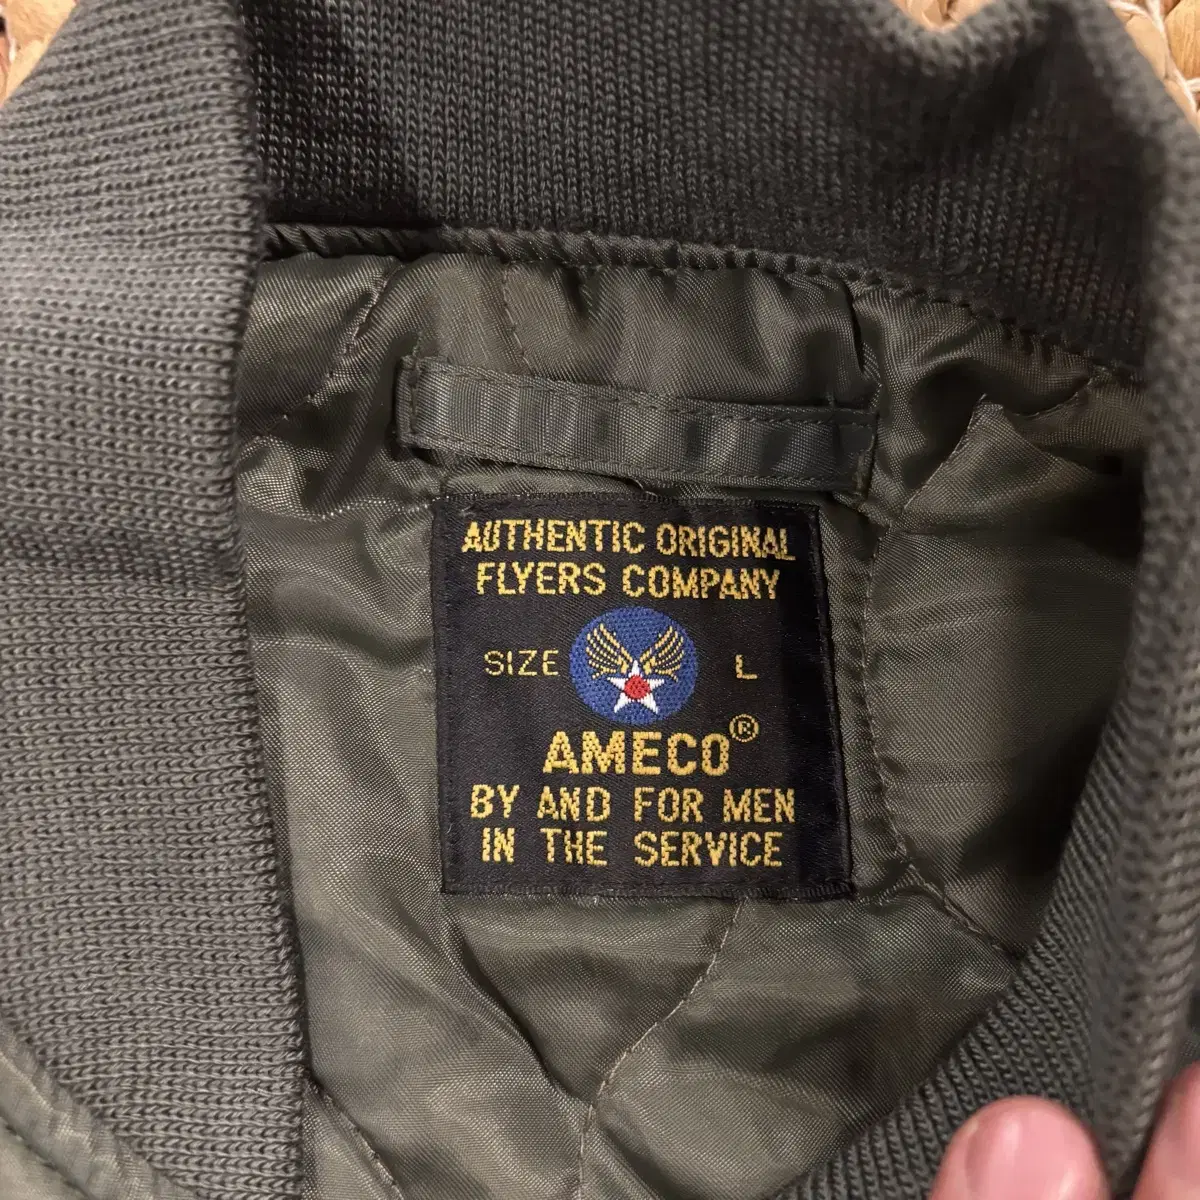 AUTHENTIC ORIGINAL
FLYERS COMPANY
SIZE L
AMECO®
BY AND FOR MEN
IN THE SERVICE